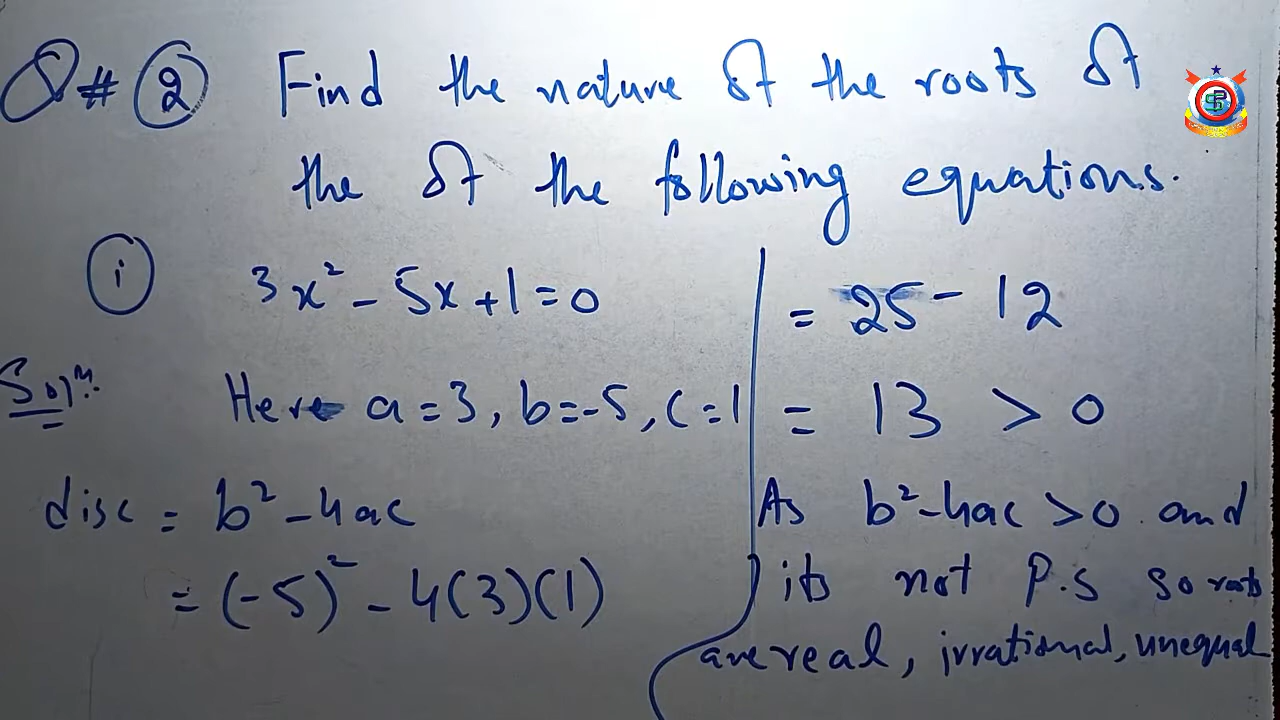 Q # 2 Find the nature of the roots of
the of the following equations.
i 3x² - 5x + 1 = 0
Soln: Here a = 3, b = -5, c = 1
disc = b² - 4ac
= (-5)² - 4(3)(1)
= 25 - 12
= 13 > 0
As b² - 4ac > 0 and
its not P.S so roots
are real, irrational, unequal